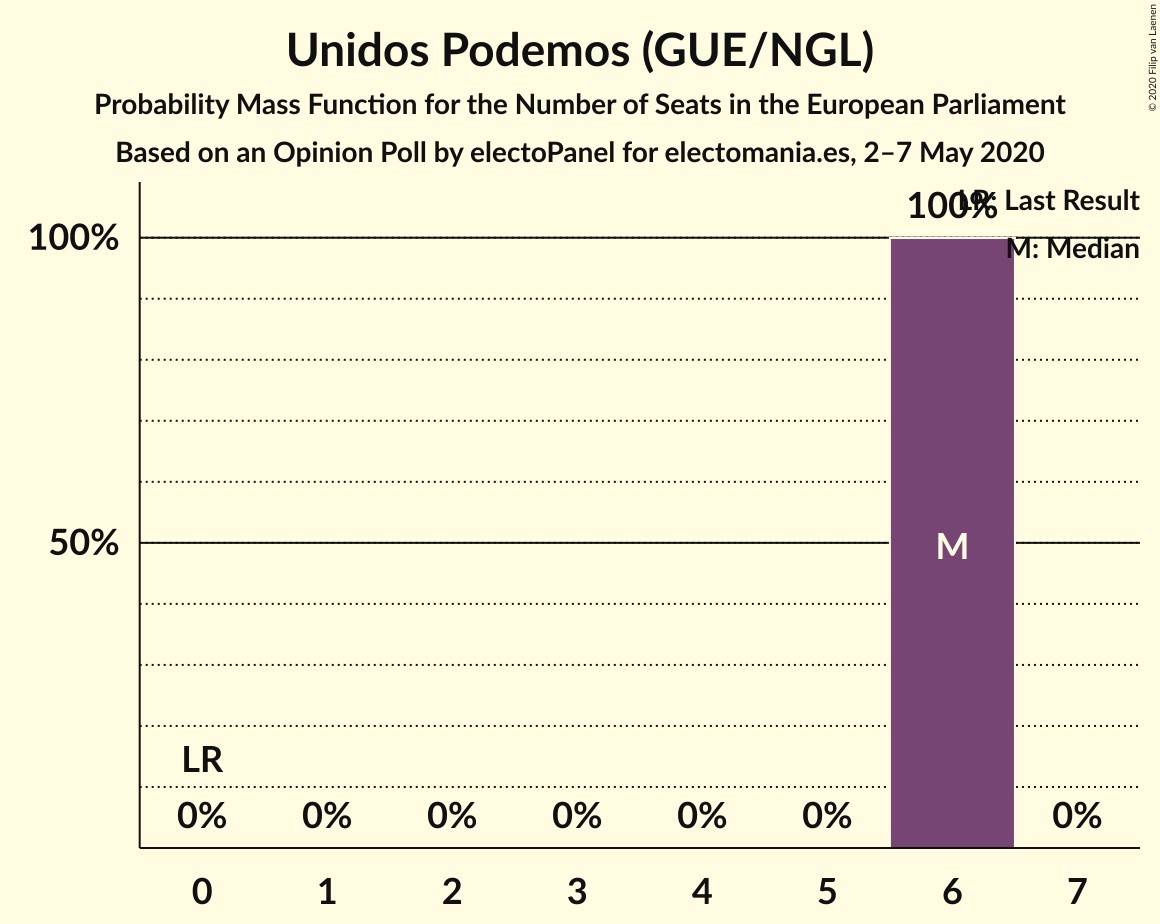 Unidos Podemos (GUE/NGL)
Probability Mass Function for the Number of Seats in the European Parliament
Based on an Opinion Poll by electoPanel for electomania.es, 2–7 May 2020
© 2020 Filip van Laenen
LR: Last Result
M: Median
100%
100%
50%
M
LR
0% 0% 0% 0% 0% 0% 0%
0 1 2 3 4 5 6 7